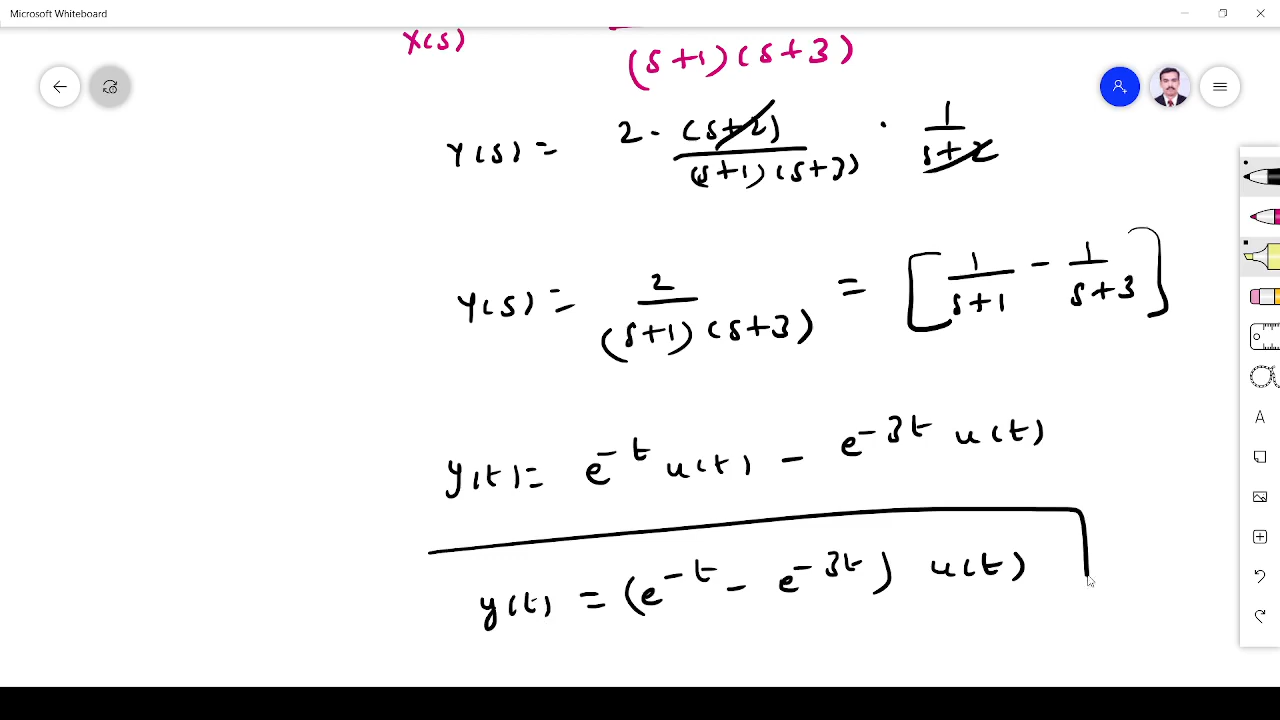 Microsoft Whiteboard
X(s)
(s+1)(s+3)
Y(s) = 2 · (s+2) / (s+1)(s+3) · 1 / s+2
Y(s) = 2 / (s+1)(s+3) = [ 1 / s+1 − 1 / s+3 ]
y(t) = e^−t u(t) − e^−3t u(t)
y(t) = (e^−t − e^−3t) u(t)